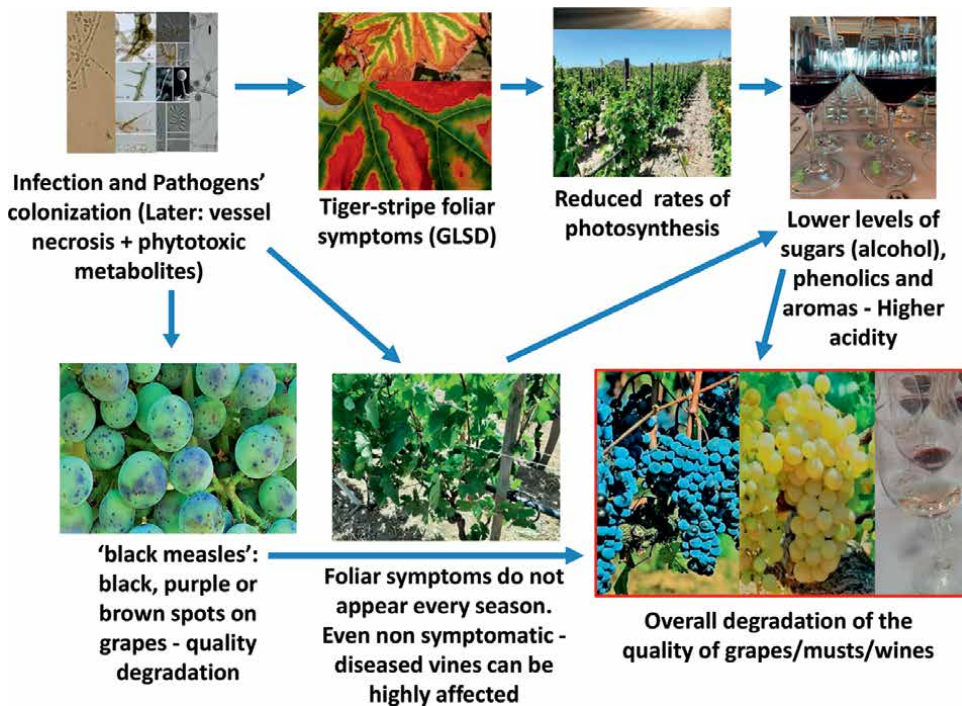 Infection and Pathogens'
colonization (Later: vessel
necrosis + phytotoxic
metabolites)
Tiger-stripe foliar
symptoms (GLSD)
Reduced rates of
photosynthesis
Lower levels of
sugars (alcohol),
phenolics and
aromas - Higher
acidity
'black measles':
black, purple or
brown spots on
grapes - quality
degradation
Foliar symptoms do not
appear every season.
Even non symptomatic -
diseased vines can be
highly affected
Overall degradation of the
quality of grapes/musts/wines